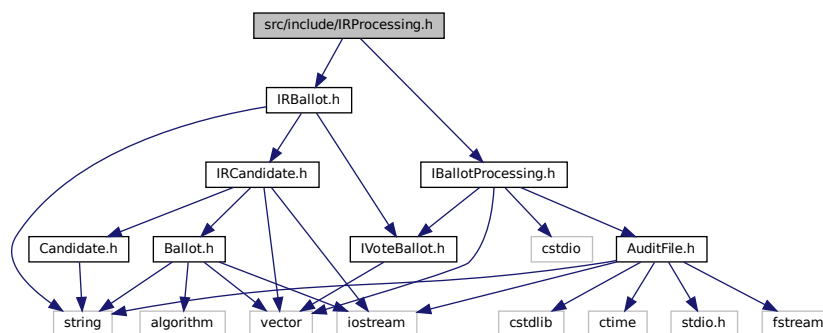 src/include/IRProcessing.h
IRBallot.h
IRCandidate.h
IBallotProcessing.h
Candidate.h
Ballot.h
IVoteBallot.h
cstdio
AuditFile.h
string
algorithm
vector
iostream
cstdlib
ctime
stdio.h
fstream